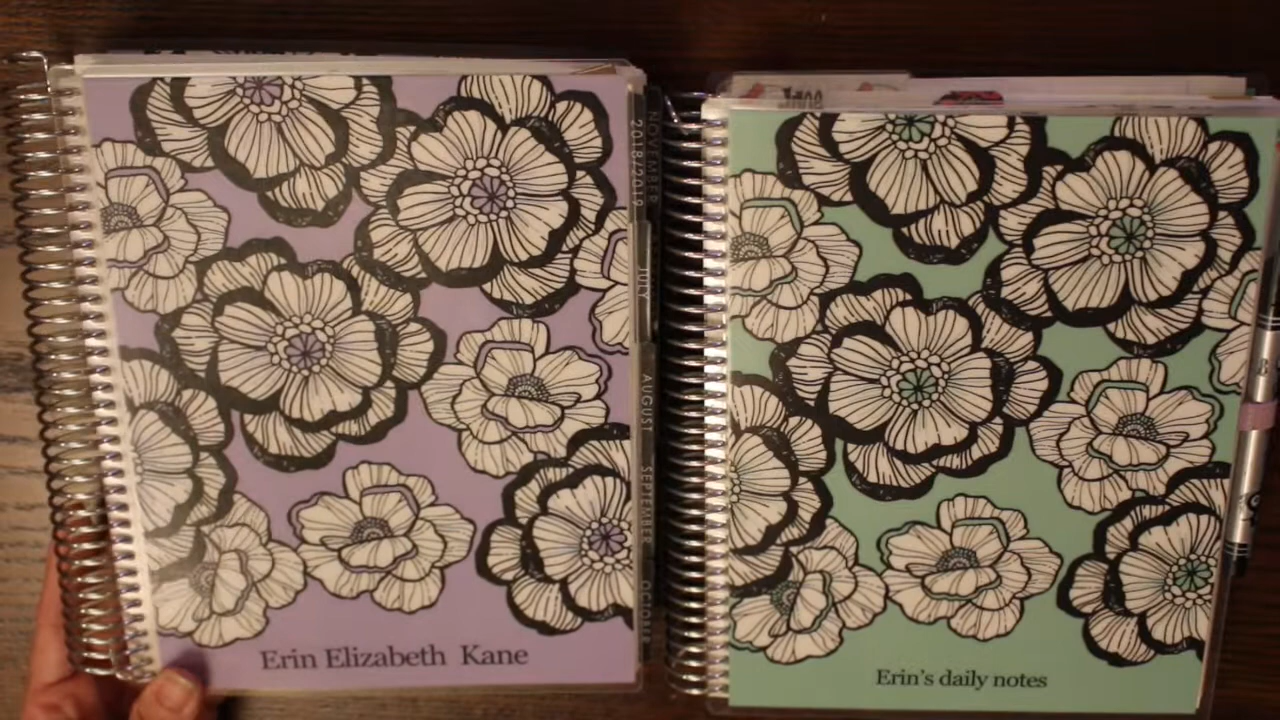 2018/2019
JULY
AUGUST
SEPTEMBER
OCTOBER
NOVEMBER
Erin Elizabeth Kane
Erin's daily notes